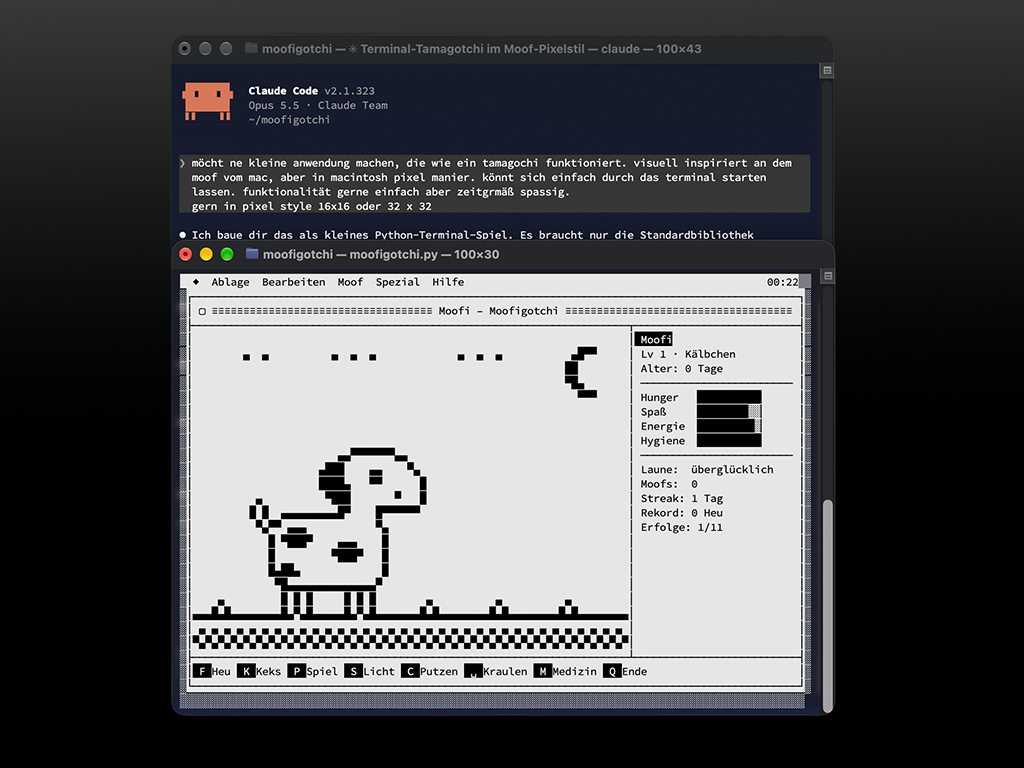 moofigotchi — ✳ Terminal-Tamagotchi im Moof-Pixelstil — claude — 100×43
Claude Code v2.1.323
Opus 5.5 · Claude Team
~/moofigotchi
❯ möcht ne kleine anwendung machen, die wie ein tamagochi funktioniert. visuell inspiriert an dem
moof vom mac, aber in macintosh pixel manier. könnt sich einfach durch das terminal starten
lassen. funktionalität gerne einfach aber zeitgrmäß spassig.
gern in pixel style 16x16 oder 32 x 32
● Ich baue dir das als kleines Python-Terminal-Spiel. Es braucht nur die Standardbibliothek
moofigotchi — moofigotchi.py — 100×30
◆ Ablage Bearbeiten Moof Spezial Hilfe 00:22
Moofi – Moofigotchi
Moofi
Lv 1 · Kälbchen
Alter: 0 Tage
Hunger
Spaß
Energie
Hygiene
Laune: überglücklich
Moofs: 0
Streak: 1 Tag
Rekord: 0 Heu
Erfolge: 1/11
F Heu K Keks P Spiel S Licht C Putzen ␣ Kraulen M Medizin Q Ende